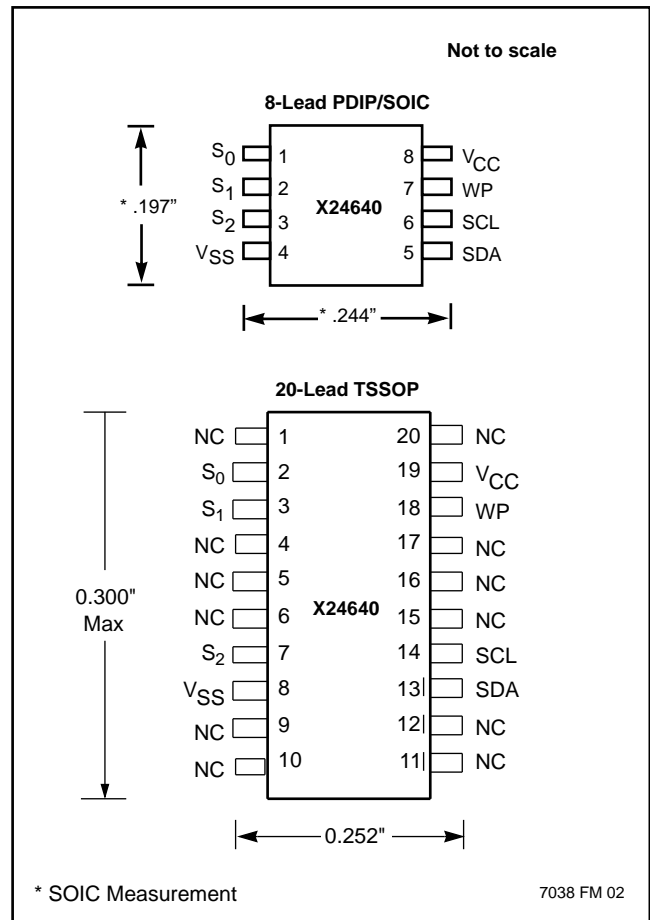 Not to scale
8-Lead PDIP/SOIC
S0 1 8 VCC
S1 2 7 WP
S2 3 X24640 6 SCL
VSS 4 5 SDA
* .197”
* .244”
20-Lead TSSOP
NC 1 20 NC
S0 2 19 VCC
S1 3 18 WP
NC 4 17 NC
NC 5 16 NC
NC 6 X24640 15 NC
S2 7 14 SCL
VSS 8 13 SDA
NC 9 12 NC
NC 10 11 NC
0.300"
Max
0.252"
* SOIC Measurement
7038 FM 02